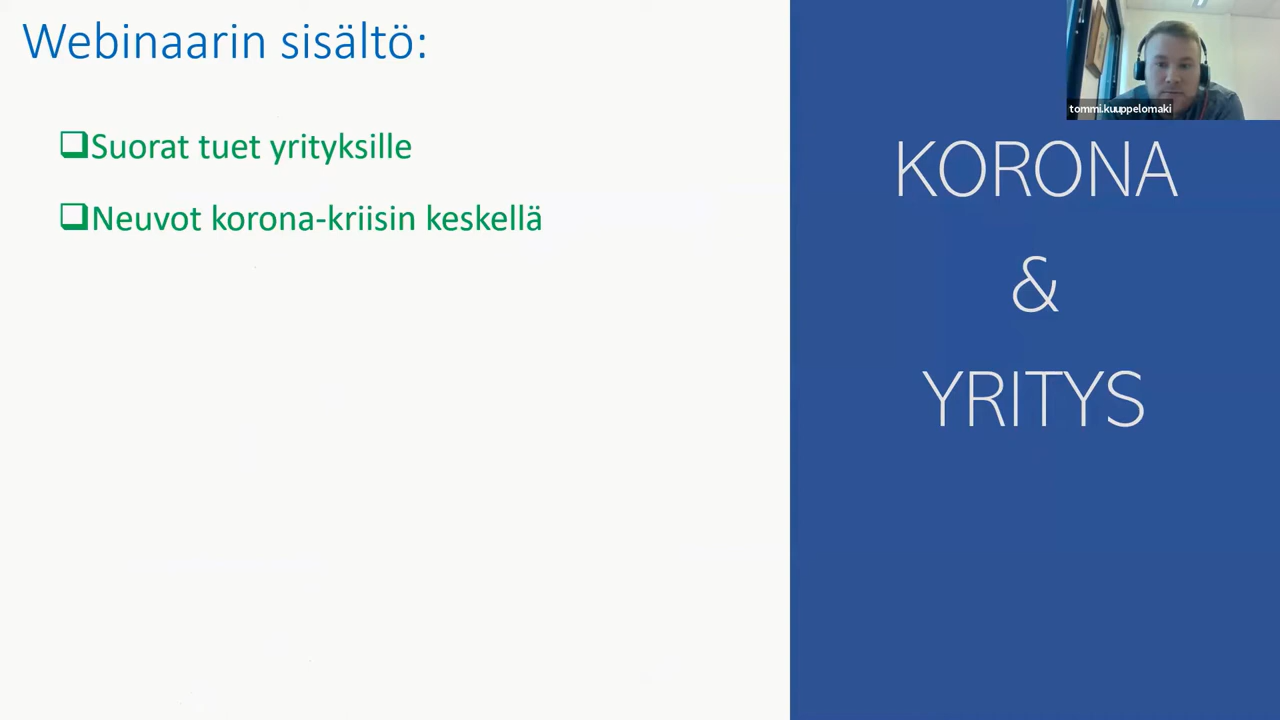 Webinaarin sisältö:
❑Suorat tuet yrityksille
❑Neuvot korona-kriisin keskellä
tommi.kuuppelomaki
KORONA
&
YRITYS